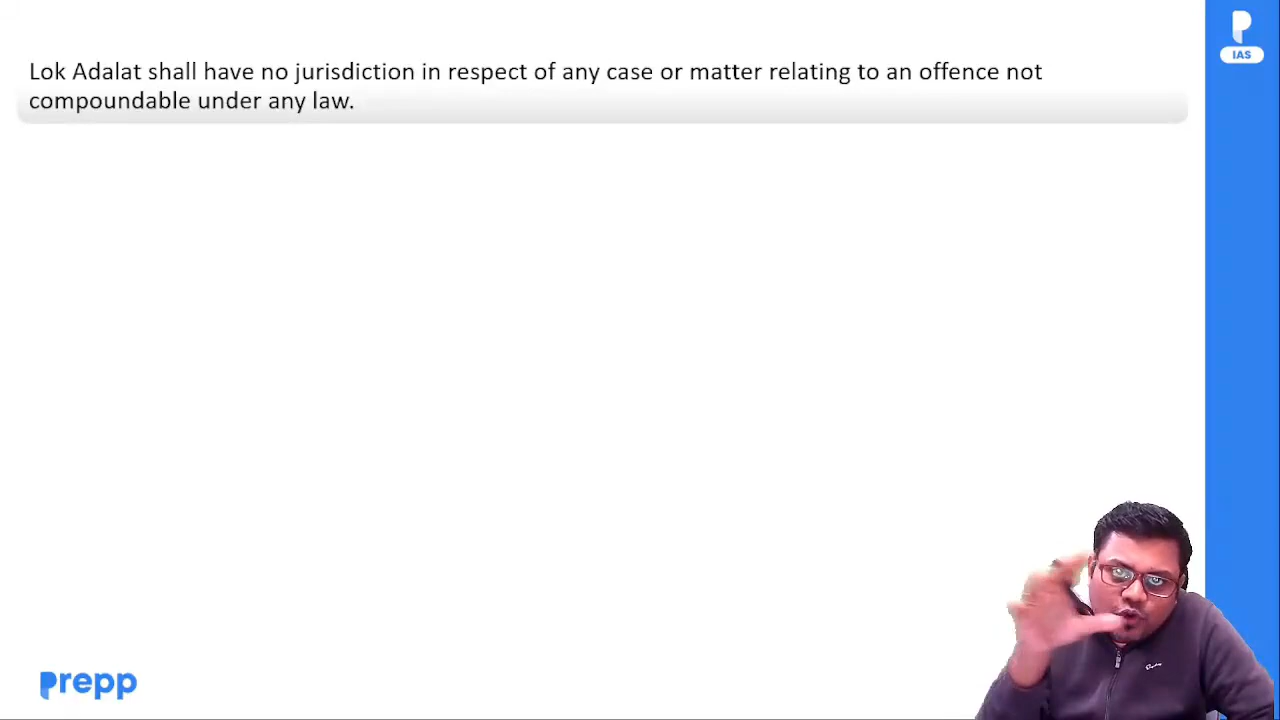 IAS
Lok Adalat shall have no jurisdiction in respect of any case or matter relating to an offence not
compoundable under any law.
prepp